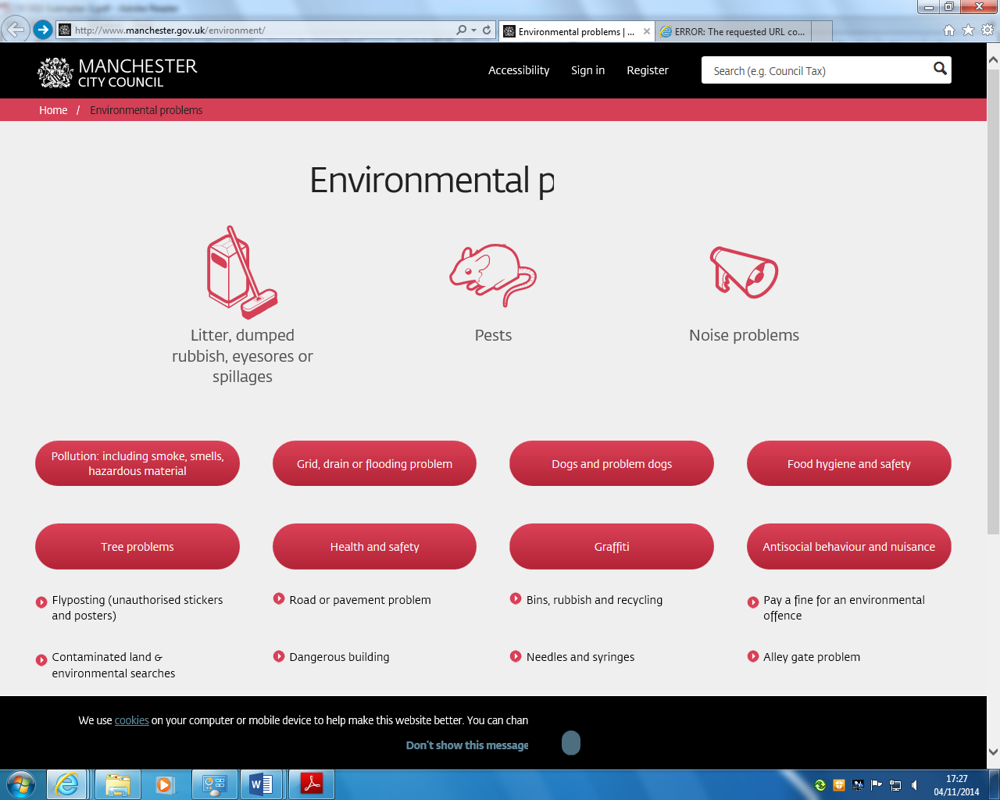 http://www.manchester.gov.uk/environment/
Environmental problems | ...
ERROR: The requested URL co...
MANCHESTER
CITY COUNCIL
Accessibility
Sign in
Register
Search (e.g. Council Tax)
Home / Environmental problems
Environmental p
Litter, dumped
rubbish, eyesores or
spillages
Pests
Noise problems
Pollution: including smoke, smells,
hazardous material
Grid, drain or flooding problem
Dogs and problem dogs
Food hygiene and safety
Tree problems
Health and safety
Graffiti
Antisocial behaviour and nuisance
Flyposting (unauthorised stickers
and posters)
Road or pavement problem
Bins, rubbish and recycling
Pay a fine for an environmental
offence
Contaminated land &
environmental searches
Dangerous building
Needles and syringes
Alley gate problem
We use cookies on your computer or mobile device to help make this website better. You can chan
Don't show this message
17:27
04/11/2014